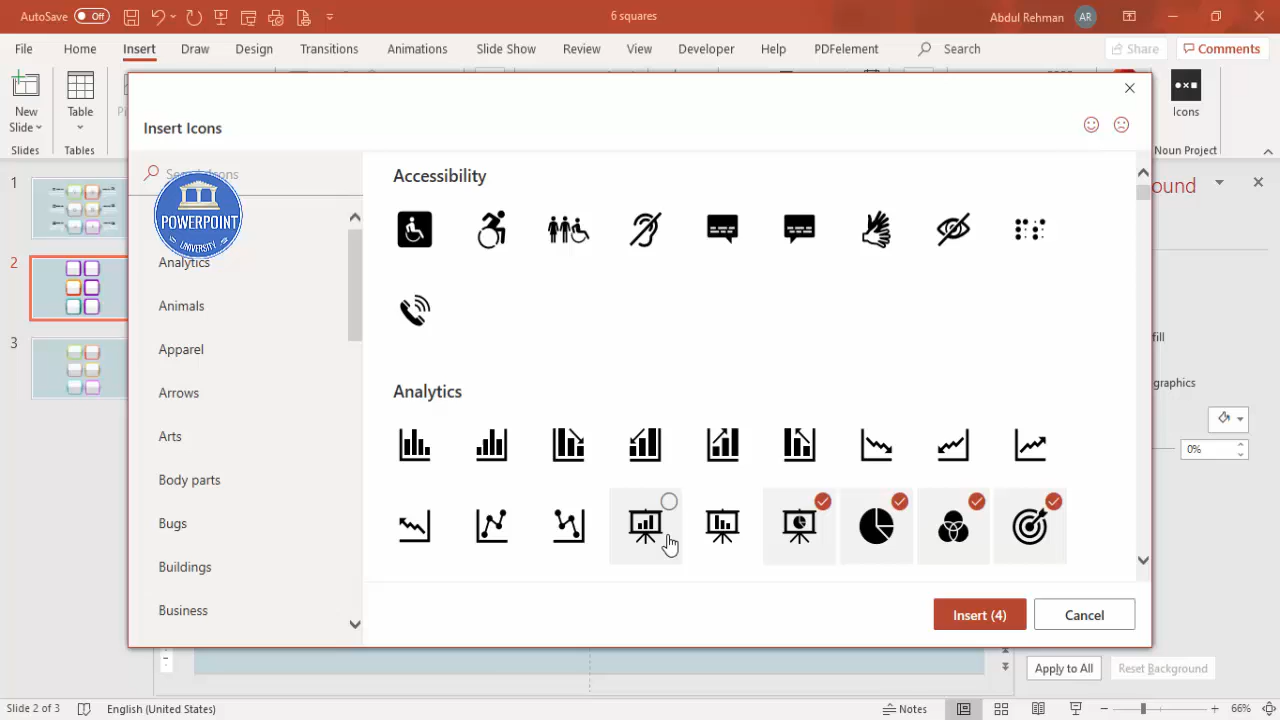 AutoSave Off
6 squares
Abdul Rehman AR
File Home Insert Draw Design Transitions Animations Slide Show Review View Developer Help PDFelement Search Share Comments
New
Slide
Table
Icons
Slides
Tables
Noun Project
Insert Icons
POWERPOINT
UNIVERSITY
Analytics
Animals
Apparel
Arrows
Arts
Body parts
Bugs
Buildings
Business
Accessibility
Analytics
Insert (4)
Cancel
1
2
3
ound
fill
graphics
0%
Apply to All
Reset Background
Slide 2 of 3
English (United States)
Notes
66%